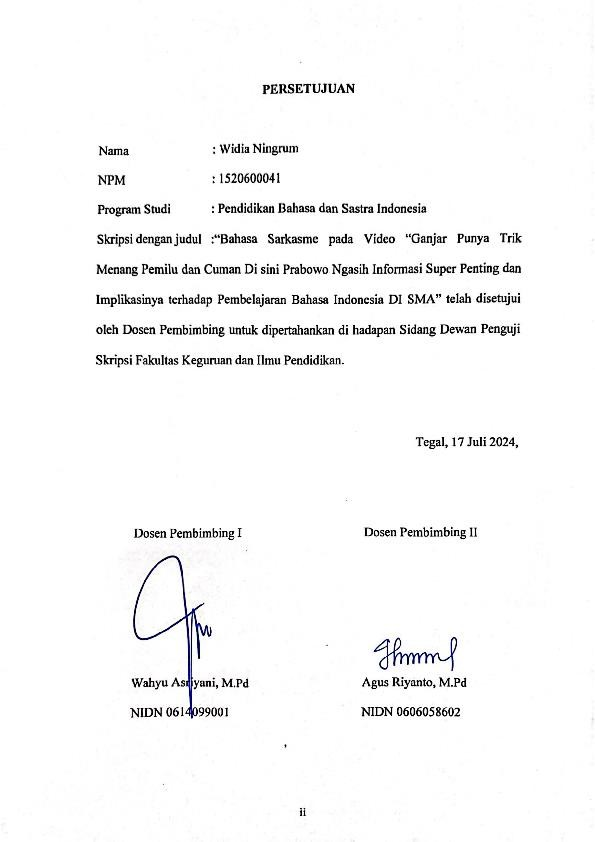 PERSETUJUAN
Nama : Widia Ningrum
NPM : 1520600041
Program Studi : Pendidikan Bahasa dan Sastra Indonesia
Skripsi dengan judul :“Bahasa Sarkasme pada Video “Ganjar Punya Trik
Menang Pemilu dan Cuman Di sini Prabowo Ngasih Informasi Super Penting dan
Implikasinya terhadap Pembelajaran Bahasa Indonesia DI SMA” telah disetujui
oleh Dosen Pembimbing untuk dipertahankan di hadapan Sidang Dewan Penguji
Skripsi Fakultas Keguruan dan Ilmu Pendidikan.
Tegal, 17 Juli 2024,
Dosen Pembimbing I Dosen Pembimbing II
Wahyu Asriyani, M.Pd Agus Riyanto, M.Pd
NIDN 0614099001 NIDN 0606058602
ii